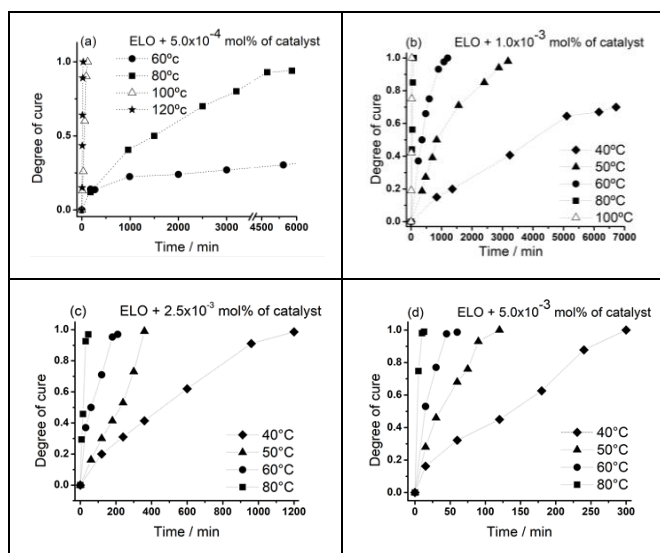 (a) ELO + 5.0x10⁻⁴ mol% of catalyst
60ºc
80ºc
100ºc
120ºc
Degree of cure
1.0
0.5
0.0
0 1000 2000 3000 4500 6000
Time / min
(b) ELO + 1.0x10⁻³ mol% of catalyst
40ºC
50ºC
60ºC
80ºC
100ºC
Degree of cure
1.0
0.8
0.6
0.4
0.2
0.0
0 1000 2000 3000 4000 5000 6000 7000
Time / min
(c) ELO + 2.5x10⁻³ mol% of catalyst
40°C
50°C
60°C
80°C
Degree of cure
1.0
0.8
0.6
0.4
0.2
0.0
0 200 400 600 800 1000 1200
Time / min
(d) ELO + 5.0x10⁻³ mol% of catalyst
40°C
50°C
60°C
80°C
Degree of cure
1.0
0.8
0.6
0.4
0.2
0.0
0 50 100 150 200 250 300
Time / min